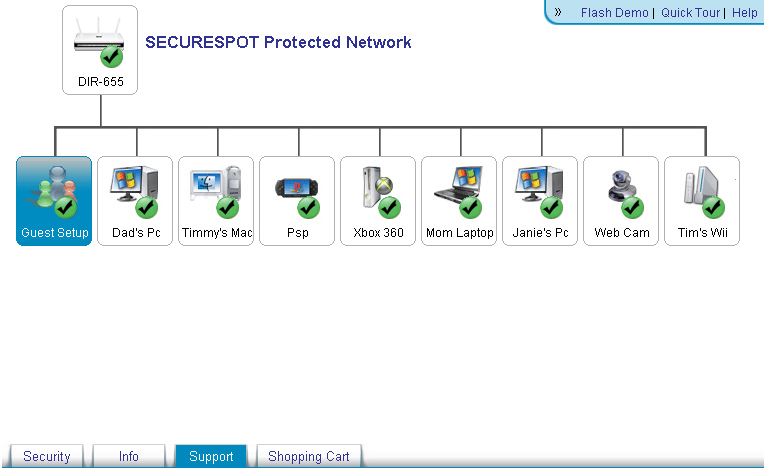 » Flash Demo | Quick Tour | Help
SECURESPOT Protected Network
DIR-655
Guest Setup
Dad's Pc
Timmy's Mac
Psp
Xbox 360
Mom Laptop
Janie's Pc
Web Cam
Tim's Wii
Security
Info
Support
Shopping Cart